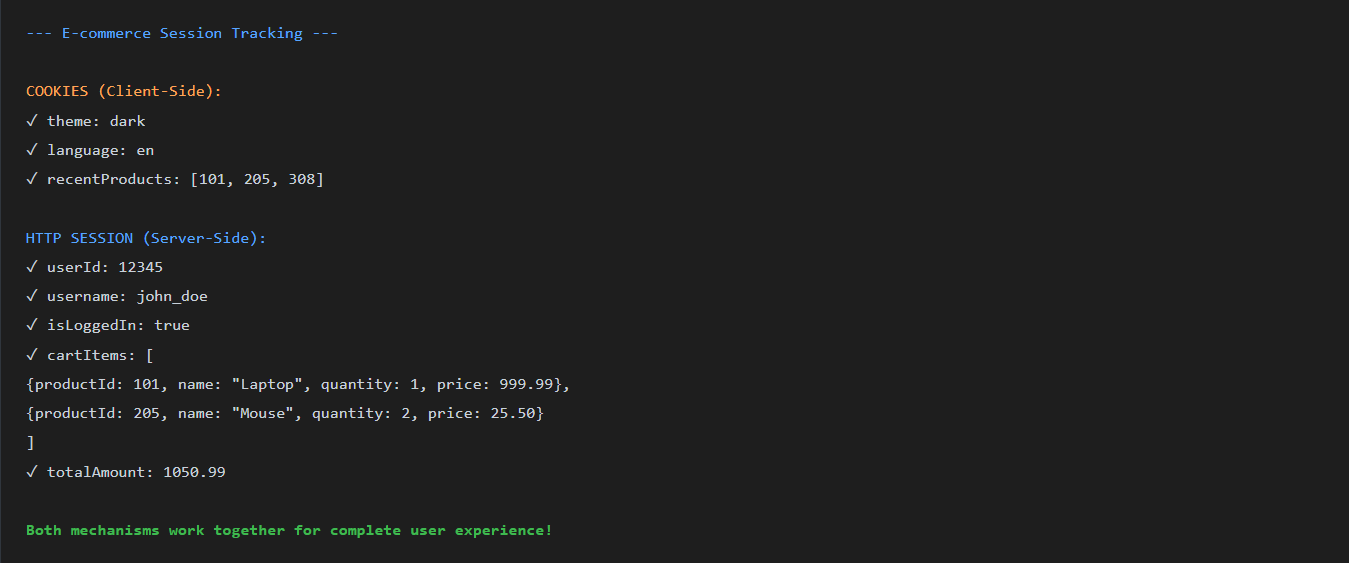 --- E-commerce Session Tracking ---
COOKIES (Client-Side):
✓ theme: dark
✓ language: en
✓ recentProducts: [101, 205, 308]
HTTP SESSION (Server-Side):
✓ userId: 12345
✓ username: john_doe
✓ isLoggedIn: true
✓ cartItems: [
{productId: 101, name: "Laptop", quantity: 1, price: 999.99},
{productId: 205, name: "Mouse", quantity: 2, price: 25.50}
]
✓ totalAmount: 1050.99
Both mechanisms work together for complete user experience!